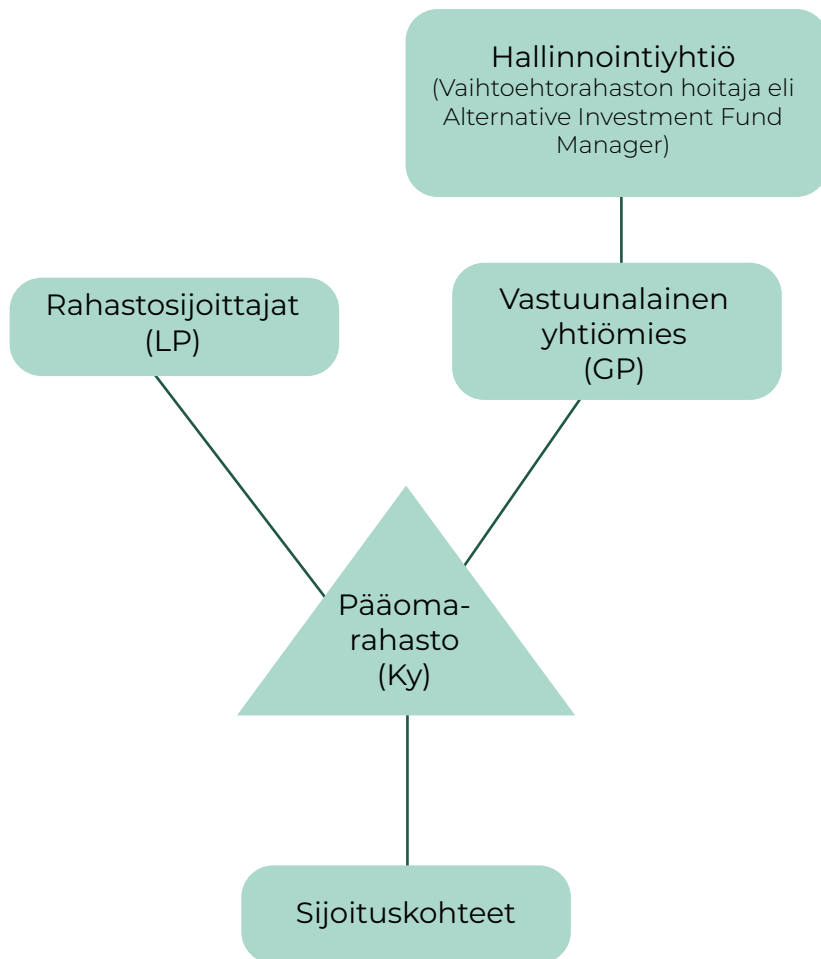 Hallinnointiyhtiö
(Vaihtoehtorahaston hoitaja eli
Alternative Investment Fund
Manager)
Rahastosijoittajat
(LP)
Vastuunalainen
yhtiömies
(GP)
Pääoma-
rahasto
(Ky)
Sijoituskohteet